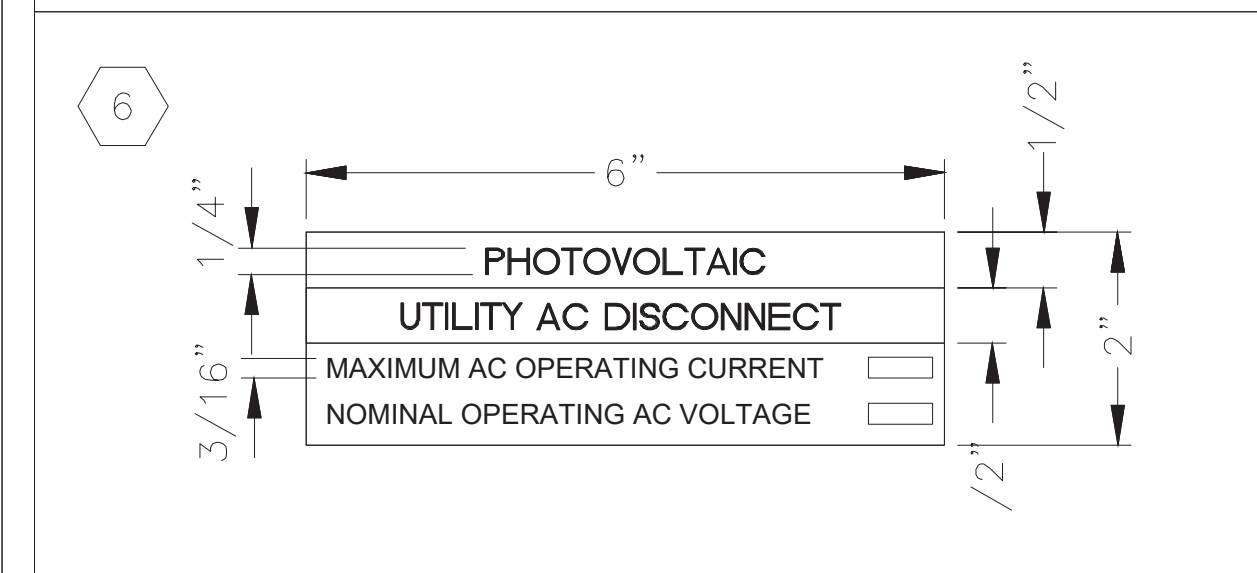 6
6”
1/2”
1/4”
PHOTOVOLTAIC
UTILITY AC DISCONNECT
2”
3/16”
MAXIMUM AC OPERATING CURRENT
NOMINAL OPERATING AC VOLTAGE
/2”